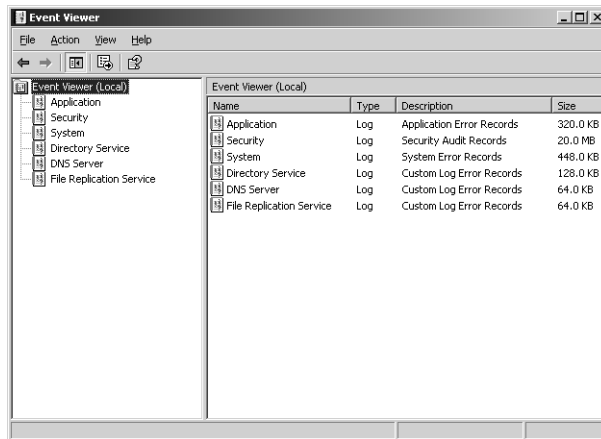 Event Viewer
File Action View Help
Event Viewer (Local)
Application
Security
System
Directory Service
DNS Server
File Replication Service
Event Viewer (Local)
Name Type Description Size
Application Log Application Error Records 320.0 KB
Security Log Security Audit Records 20.0 MB
System Log System Error Records 448.0 KB
Directory Service Log Custom Log Error Records 128.0 KB
DNS Server Log Custom Log Error Records 64.0 KB
File Replication Service Log Custom Log Error Records 64.0 KB